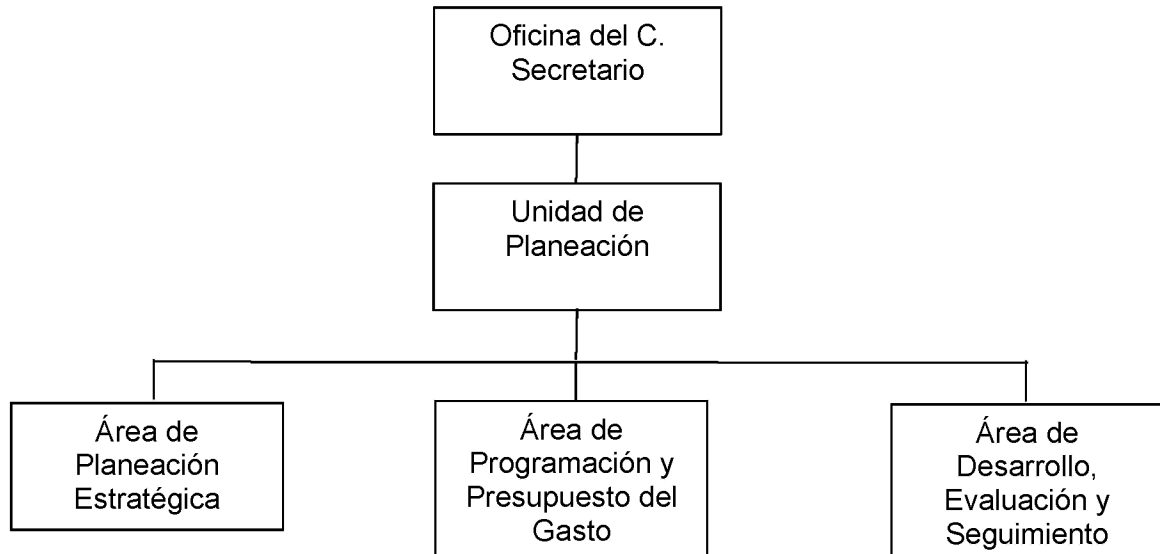 Oficina del C.
Secretario
Unidad de
Planeación
Área de
Planeación
Estratégica
Área de
Programación y
Presupuesto del
Gasto
Área de
Desarrollo,
Evaluación y
Seguimiento